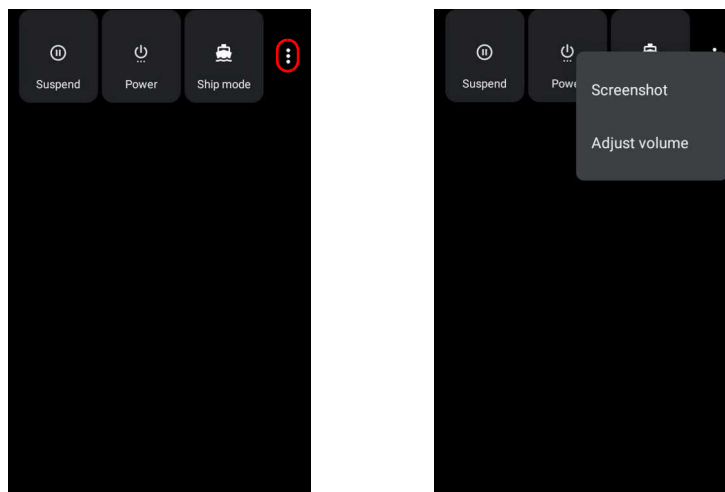 Suspend
Power
Ship mode
Suspend
Powe
Screenshot
Adjust volume